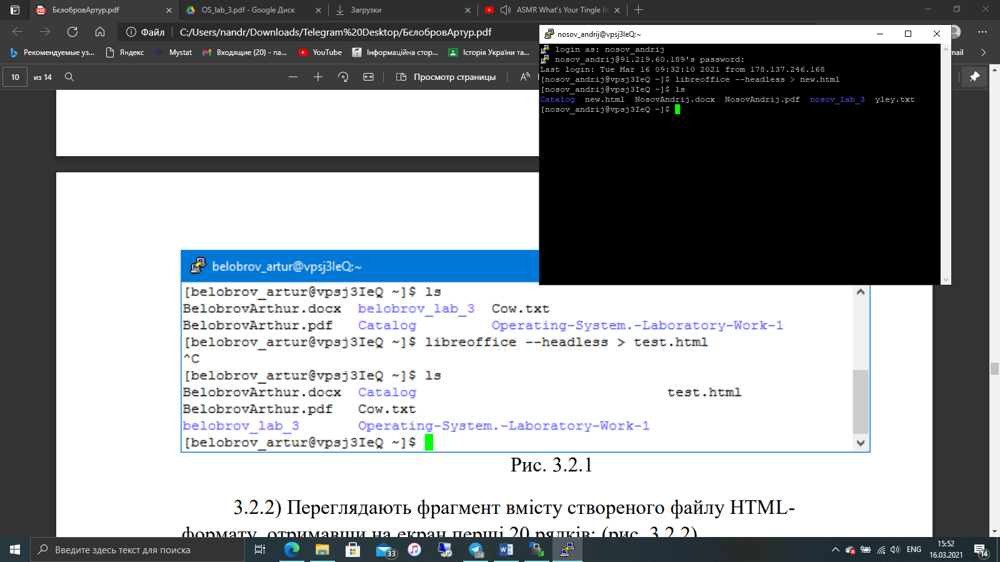 БєлобровАртур.pdf
OS_lab_3.pdf - Google Диск
Загрузки
ASMR What's Your Tingle Im
Файл
C:/Users/nandr/Downloads/Telegram%20Desktop/БєлобровАртур.pdf
Рекомендуемые уз...
Яндекс
Mystat
Входящие (20) - na...
YouTube
Інформаційна стор...
Історія України та...
mail
10 из 14
Просмотр страницы
nosov_andrij@vpsj3IeQ:~
login as: nosov_andrij
nosov_andrij@91.219.60.189's password:
Last login: Tue Mar 16 09:32:10 2021 from 178.137.246.168
[nosov_andrij@vpsj3IeQ ~]$ libreoffice --headless > new.html
[nosov_andrij@vpsj3IeQ ~]$ ls
Catalog new.html NosovAndrij.docx NosovAndrij.pdf nosov_lab_3 yley.txt
[nosov_andrij@vpsj3IeQ ~]$
belobrov_artur@vpsj3IeQ:~
[belobrov_artur@vpsj3IeQ ~]$ ls
BelobrovArthur.docx belobrov_lab_3 Cow.txt
BelobrovArthur.pdf Catalog Operating-System.-Laboratory-Work-1
[belobrov_artur@vpsj3IeQ ~]$ libreoffice --headless > test.html
^C
[belobrov_artur@vpsj3IeQ ~]$ ls
BelobrovArthur.docx Catalog test.html
BelobrovArthur.pdf Cow.txt
belobrov_lab_3 Operating-System.-Laboratory-Work-1
[belobrov_artur@vpsj3IeQ ~]$
Рис. 3.2.1
3.2.2) Переглядають фрагмент вмісту створеного файлу HTML-
формату, отримавши на екран перші 20 рядків: (рис. 3.2.2)
Введите здесь текст для поиска
33
16
ENG
15:52
16.03.2021
14